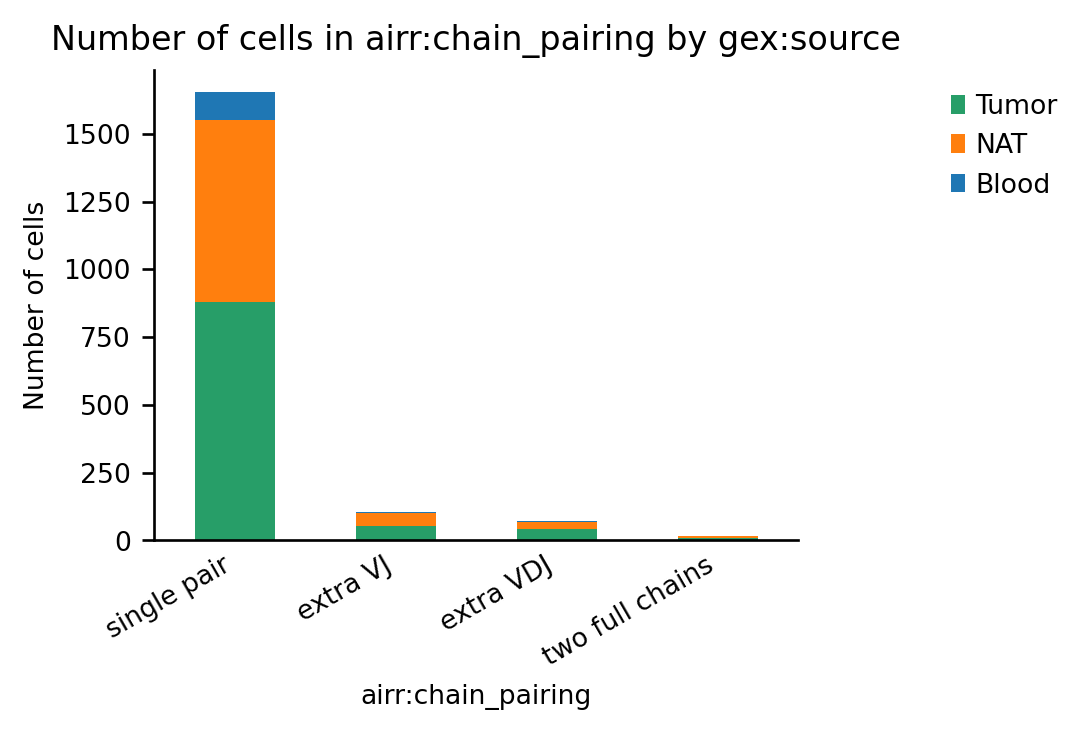 Number of cells in airr:chain_pairing by gex:source
Tumor
NAT
Blood
Number of cells
1500
1250
1000
750
500
250
0
single pair
extra VJ
extra VDJ
two full chains
airr:chain_pairing